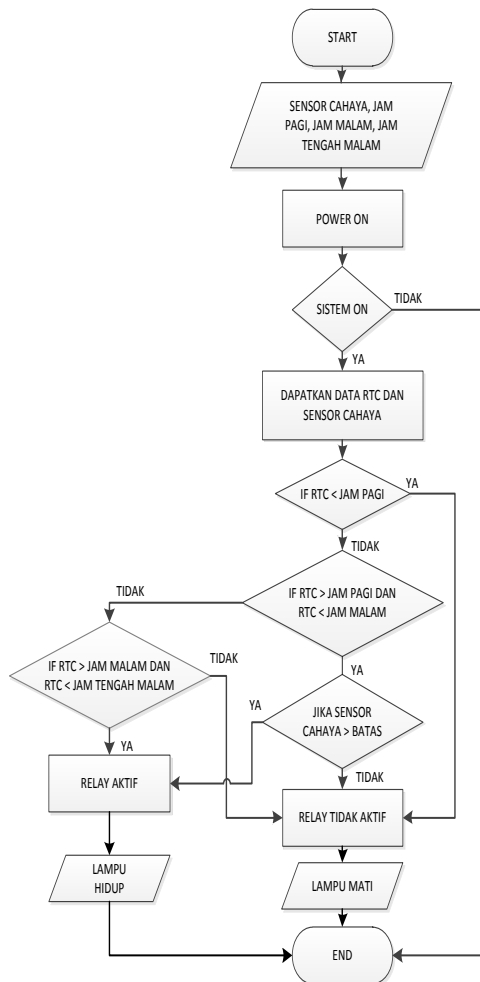 START
SENSOR CAHAYA, JAM
PAGI, JAM MALAM, JAM
TENGAH MALAM
POWER ON
SISTEM ON
TIDAK
YA
DAPATKAN DATA RTC DAN
SENSOR CAHAYA
IF RTC < JAM PAGI
YA
TIDAK
IF RTC > JAM PAGI DAN
RTC < JAM MALAM
TIDAK
YA
IF RTC > JAM MALAM DAN
RTC < JAM TENGAH MALAM
TIDAK
YA
JIKA SENSOR
CAHAYA > BATAS
YA
TIDAK
RELAY AKTIF
RELAY TIDAK AKTIF
LAMPU
HIDUP
LAMPU MATI
END